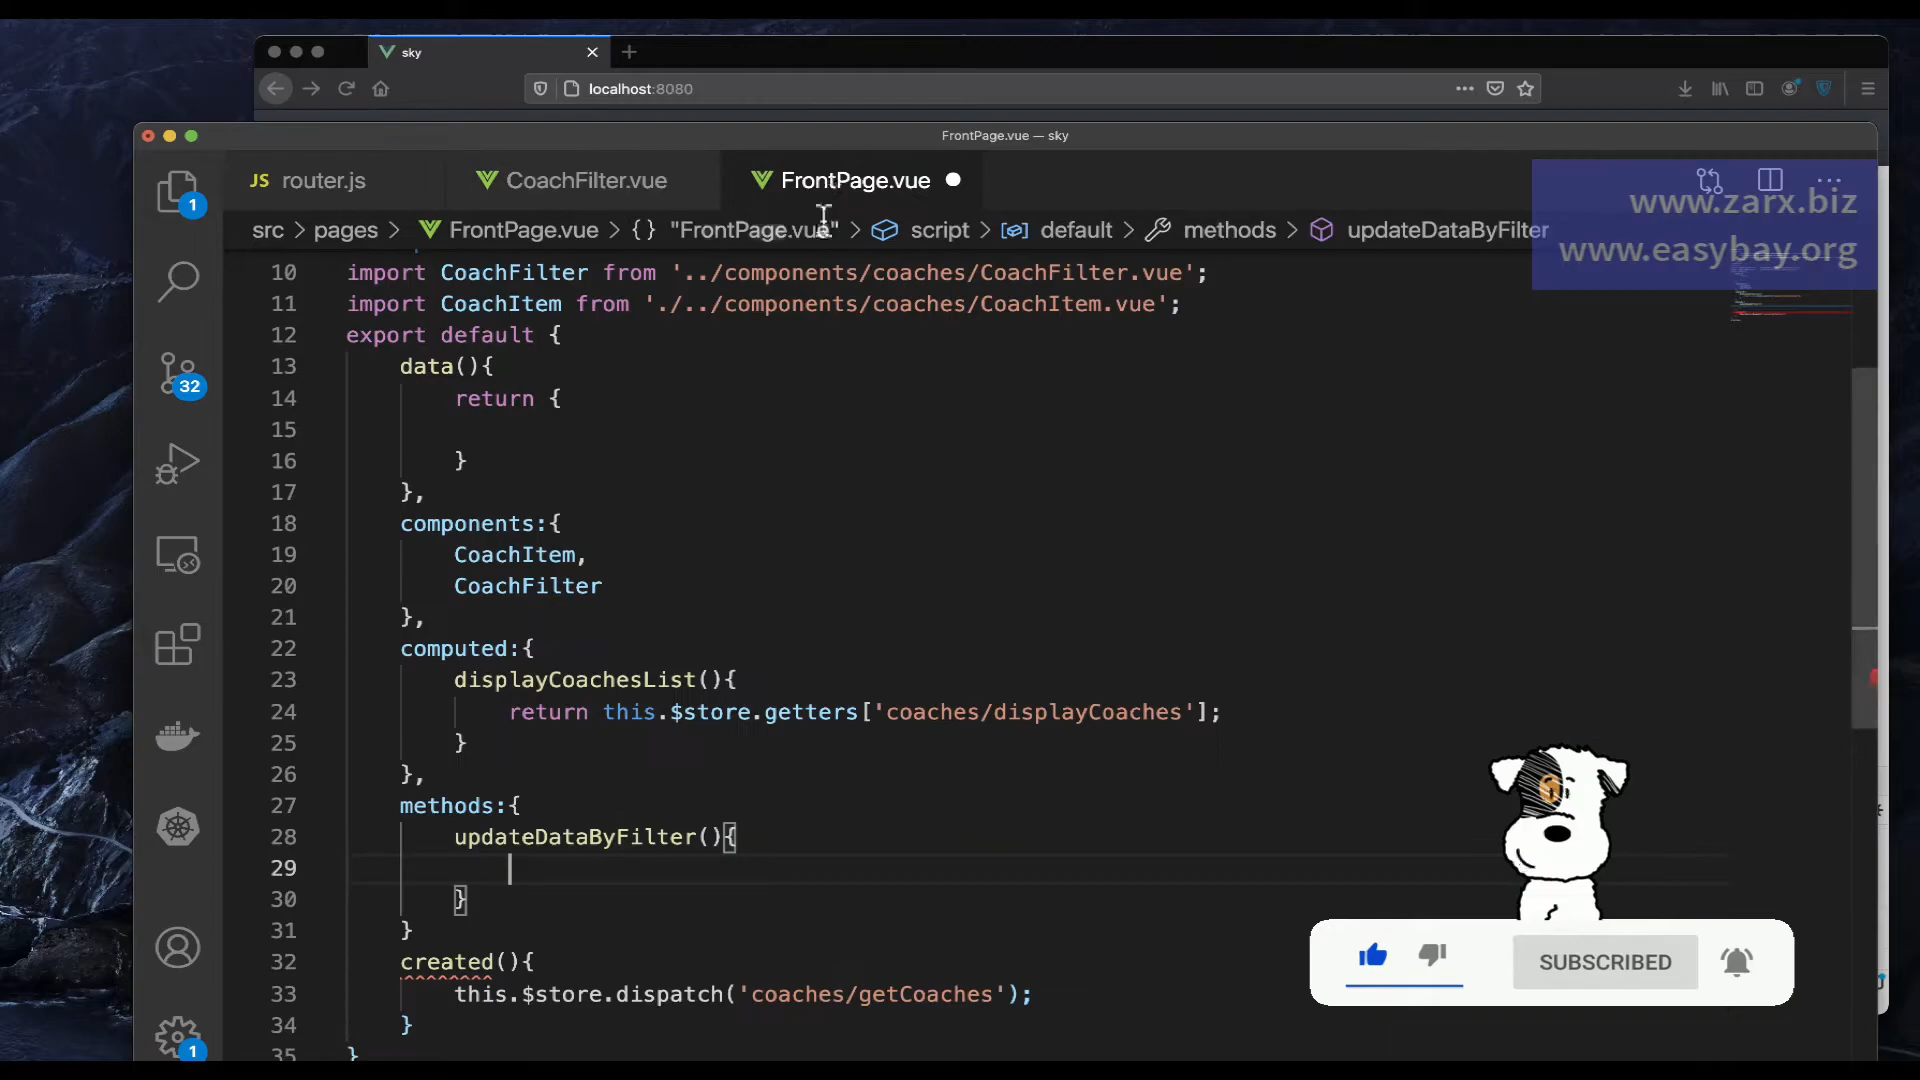 sky
localhost:8080
FrontPage.vue — sky
JS router.js
CoachFilter.vue
FrontPage.vue
src > pages > FrontPage.vue > {} "FrontPage.vue" > script > default > methods > updateDataByFilter
www.zarx.biz
www.easybay.org
1
32
1
10 import CoachFilter from '../components/coaches/CoachFilter.vue';
11 import CoachItem from './../components/coaches/CoachItem.vue';
12 export default {
13 data(){
14 return {
15
16 }
17 },
18 components:{
19 CoachItem,
20 CoachFilter
21 },
22 computed:{
23 displayCoachesList(){
24 return this.$store.getters['coaches/displayCoaches'];
25 }
26 },
27 methods:{
28 updateDataByFilter(){
29
30 }
31 }
32 created(){
33 this.$store.dispatch('coaches/getCoaches');
34 }
35 }
SUBSCRIBED